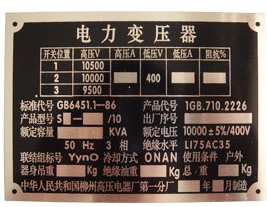 电力变压器
开关位置 高压V 高压A 低压V 低压A 阻抗%
1 10500
2 10000 400
3 9500
标准代号 GB6451.1-86 产品代号 1GB.710.2226
产品型号 S — /10 出厂序号
额定容量 KVA 额定电压 10000±5%/400V
50 Hz 3 相 绝缘水平 LI75AC35
联结组标号 Yyn0 冷却方式 ONAN 使用条件 户外
器身吊重 Kg 绝缘油重 Kg 总重 Kg
中华人民共和国柳州高压电器厂第一分厂 年 月制造